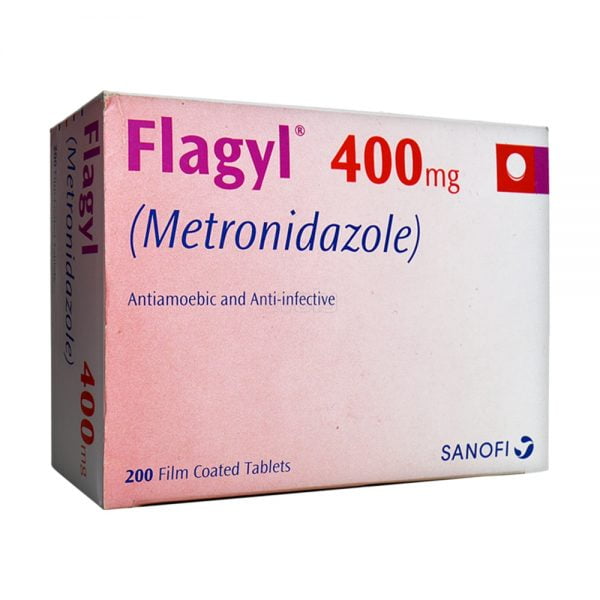 Flagyl® 400mg
(Metronidazole)
Antiamoebic and Anti-infective
200 Film Coated Tablets
SANOFI
Flagyl 400mg
(Metronidazole)